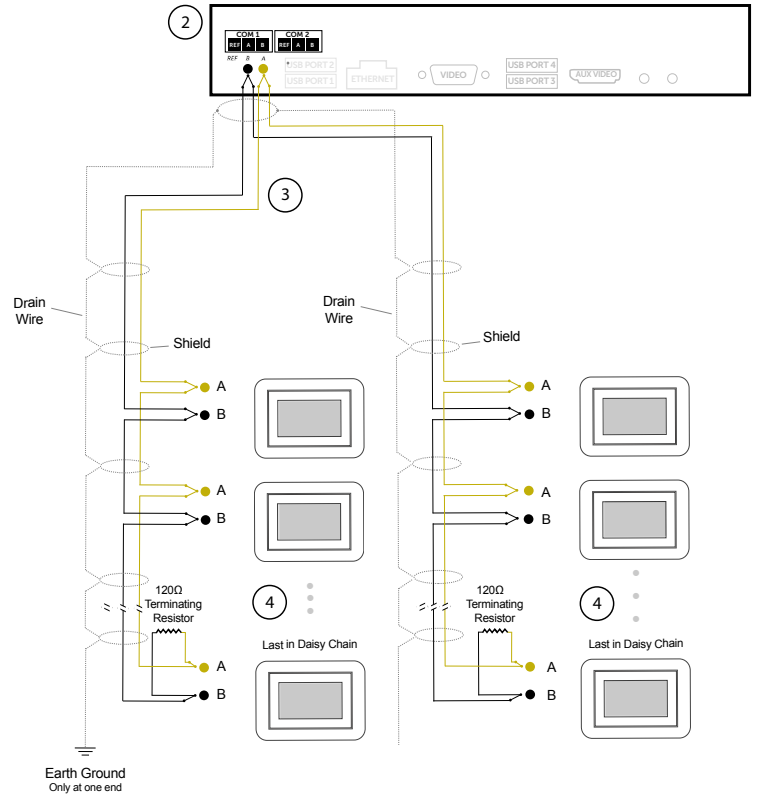 2
COM 1 COM 2
REF A B REF A B
REF B A
USB PORT 2
USB PORT 1
ETHERNET
VIDEO
USB PORT 4
USB PORT 3
AUX VIDEO
3
Drain
Wire
Shield
Drain
Wire
Shield
A
B
A
B
A
B
A
B
120Ω
Terminating
Resistor
4
Last in Daisy Chain
120Ω
Terminating
Resistor
4
Last in Daisy Chain
A
B
A
B
Earth Ground
Only at one end